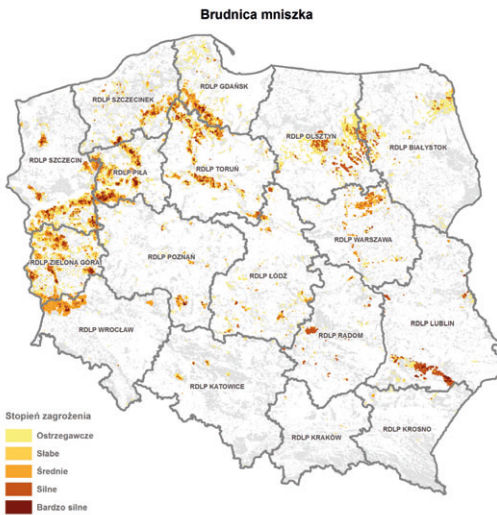 Brudnica mniszka
RDLP GDAŃSK
RDLP SZCZECINEK
RDLP OLSZTYN
RDLP BIAŁYSTOK
RDLP SZCZECIN
RDLP PIŁA
RDLP TORUŃ
RDLP WARSZAWA
RDLP POZNAŃ
RDLP ZIELONA GÓRA
RDLP ŁÓDŹ
RDLP LUBLIN
RDLP WROCŁAW
RDLP RADOM
RDLP KATOWICE
RDLP KROSNO
RDLP KRAKÓW
Stopień zagrożenia
Ostrzegawcze
Słabe
Średnie
Silne
Bardzo silne